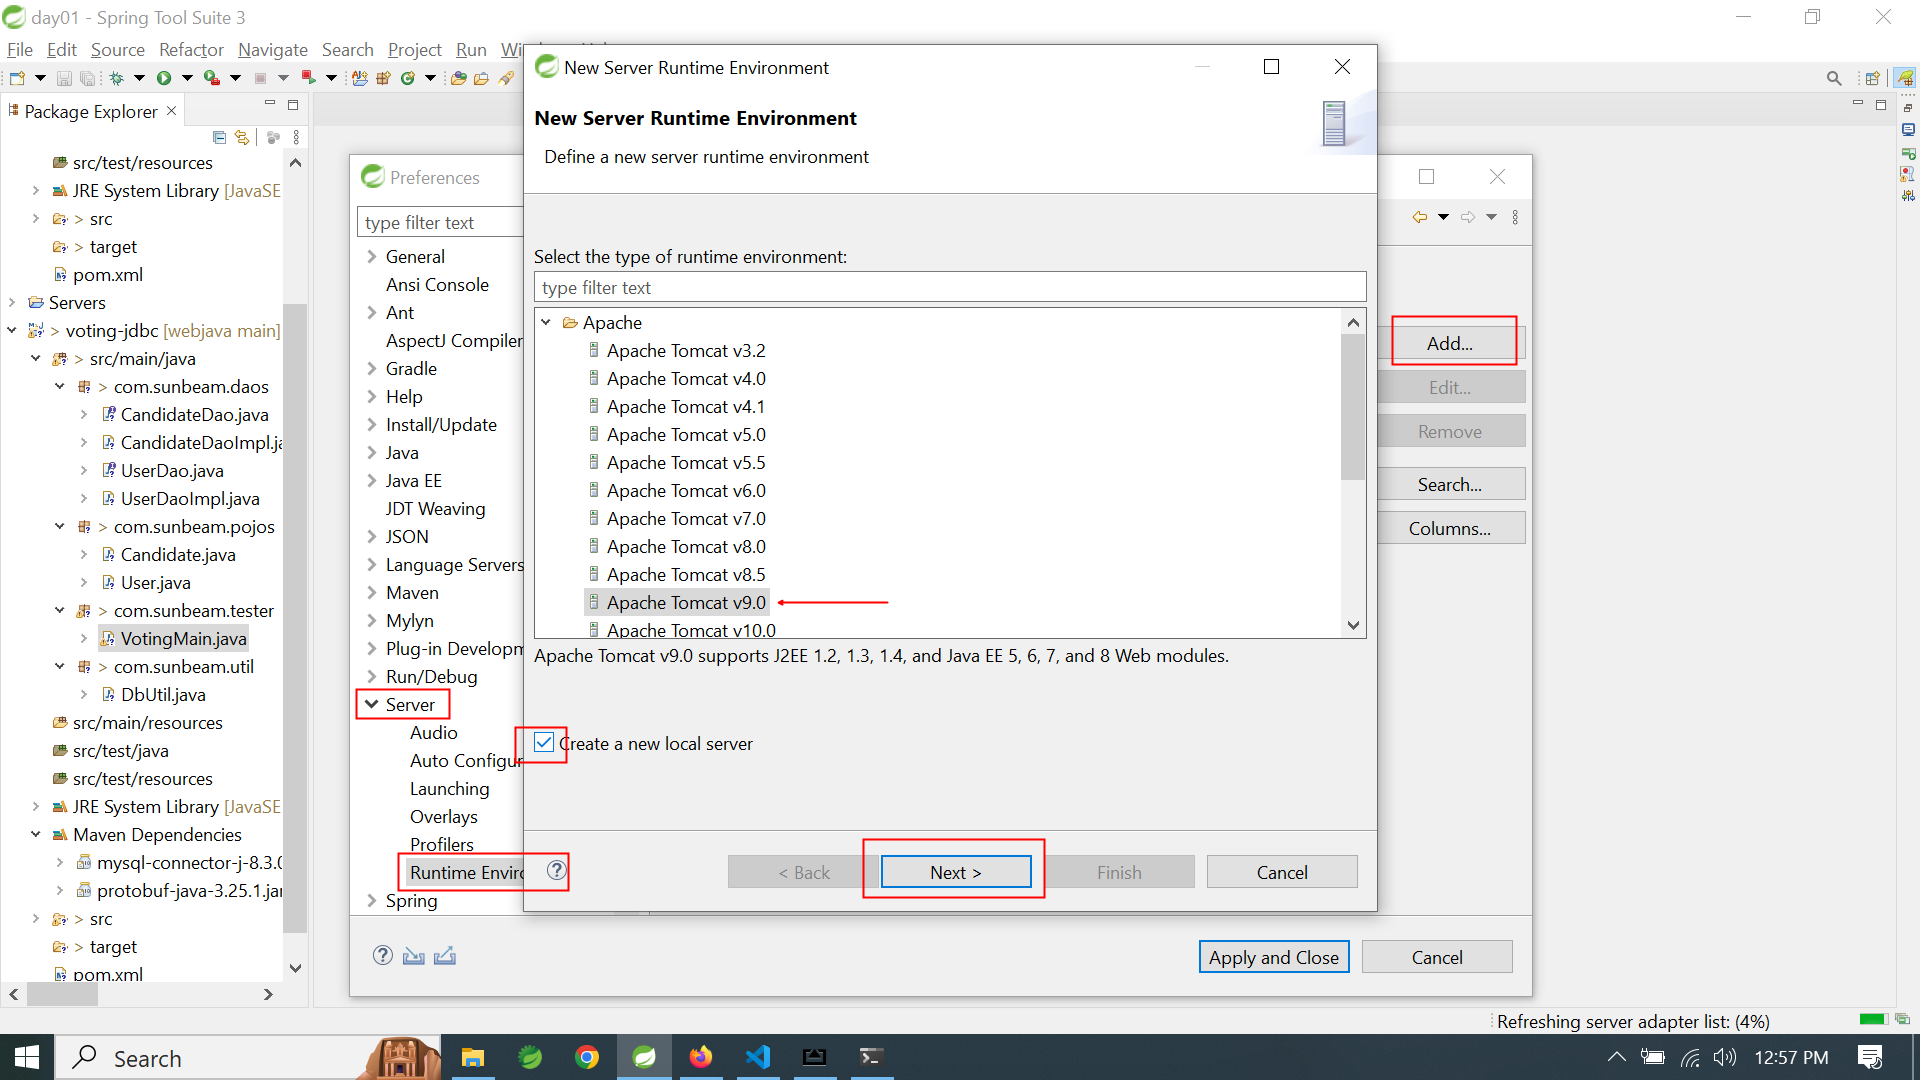 day01 - Spring Tool Suite 3
File Edit Source Refactor Navigate Search Project Run
Package Explorer
src/test/resources
JRE System Library [JavaSE
> src
> target
pom.xml
Servers
> voting-jdbc [webjava main]
> src/main/java
> com.sunbeam.daos
CandidateDao.java
CandidateDaoImpl.ja
UserDao.java
UserDaoImpl.java
> com.sunbeam.pojos
Candidate.java
User.java
> com.sunbeam.tester
VotingMain.java
> com.sunbeam.util
DbUtil.java
src/main/resources
src/test/java
src/test/resources
JRE System Library [JavaSE
Maven Dependencies
mysql-connector-j-8.3.0
protobuf-java-3.25.1.jar
> src
> target
pom.xml
Preferences
type filter text
General
Ansi Console
Ant
AspectJ Compiler
Gradle
Help
Install/Update
Java
Java EE
JDT Weaving
JSON
Language Servers
Maven
Mylyn
Plug-in Developm
Run/Debug
Server
Audio
Auto Configur
Launching
Overlays
Profilers
Runtime Enviro
Spring
New Server Runtime Environment
New Server Runtime Environment
Define a new server runtime environment
Select the type of runtime environment:
type filter text
Apache
Apache Tomcat v3.2
Apache Tomcat v4.0
Apache Tomcat v4.1
Apache Tomcat v5.0
Apache Tomcat v5.5
Apache Tomcat v6.0
Apache Tomcat v7.0
Apache Tomcat v8.0
Apache Tomcat v8.5
Apache Tomcat v9.0
Apache Tomcat v10.0
Apache Tomcat v9.0 supports J2EE 1.2, 1.3, 1.4, and Java EE 5, 6, 7, and 8 Web modules.
Create a new local server
< Back Next > Finish Cancel
Add...
Edit...
Remove
Search...
Columns...
Apply and Close Cancel
Refreshing server adapter list: (4%)
Search
12:57 PM